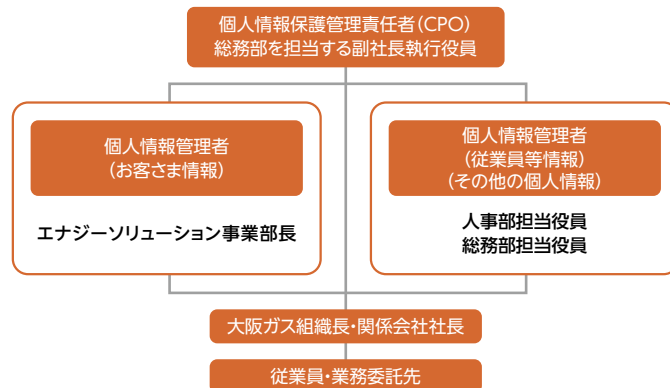 個人情報保護管理責任者(CPO)
総務部を担当する副社長執行役員
個人情報管理者
(お客さま情報)
エナジーソリューション事業部長
個人情報管理者
(従業員等情報)
(その他の個人情報)
人事部担当役員
総務部担当役員
大阪ガス組織長・関係会社社長
従業員・業務委託先